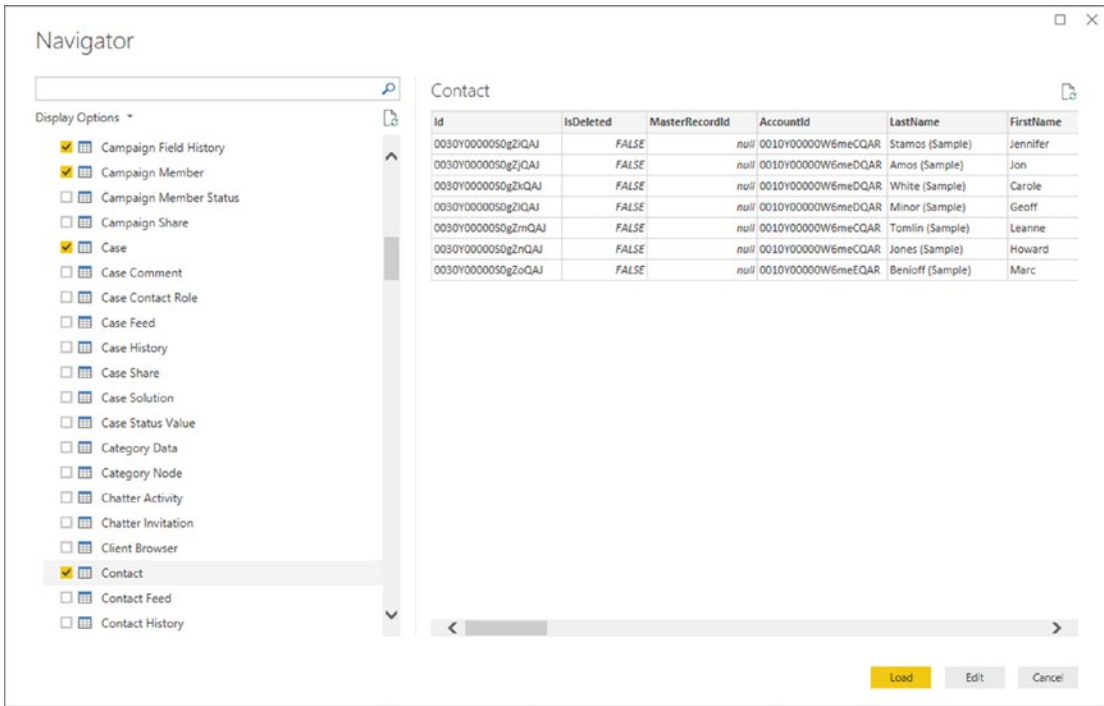 Navigator
Display Options
Campaign Field History
Campaign Member
Campaign Member Status
Campaign Share
Case
Case Comment
Case Contact Role
Case Feed
Case History
Case Share
Case Solution
Case Status Value
Category Data
Category Node
Chatter Activity
Chatter Invitation
Client Browser
Contact
Contact Feed
Contact History
Contact
Id IsDeleted MasterRecordId AccountId LastName FirstName
0030Y00000S0gZiQAJ FALSE null 0010Y00000W6meCQAR Stamos (Sample) Jennifer
0030Y00000S0gZjQAJ FALSE null 0010Y00000W6meDQAR Amos (Sample) Jon
0030Y00000S0gZkQAJ FALSE null 0010Y00000W6meDQAR White (Sample) Carole
0030Y00000S0gZlQAJ FALSE null 0010Y00000W6meDQAR Minor (Sample) Geoff
0030Y00000S0gZmQAJ FALSE null 0010Y00000W6meCQAR Tomlin (Sample) Leanne
0030Y00000S0gZnQAJ FALSE null 0010Y00000W6meCQAR Jones (Sample) Howard
0030Y00000S0gZoQAJ FALSE null 0010Y00000W6meEQAR Benioff (Sample) Marc
Load Edit Cancel